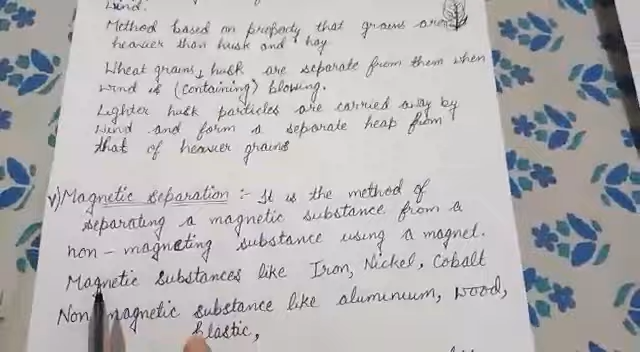 wind.
Method based on property that grains are
heavier than husk and hay
Wheat grains, husk are separate from them when
wind is (containing) blowing.
Lighter husk particles are carried away by
wind and form a separate heap from
that of heavier grains
v) Magnetic separation :- It is the method of
separating a magnetic substance from a
non-magneting substance using a magnet.
Magnetic substances like Iron, Nickel, Cobalt
Non magnetic substance like aluminium, wood,
plastic,